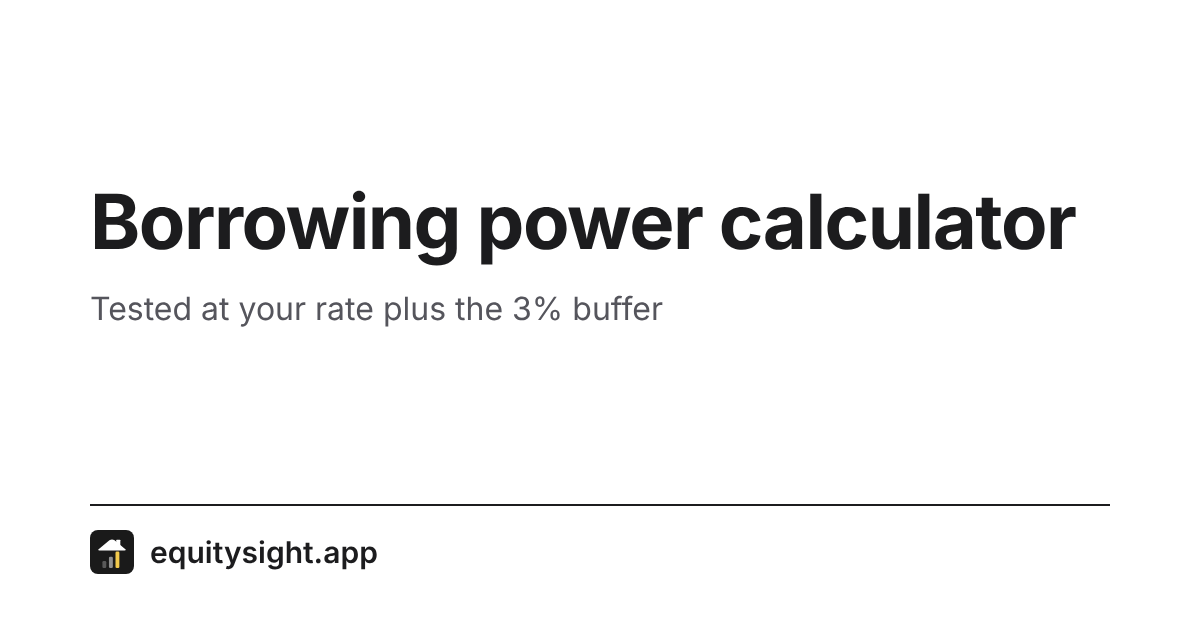 Borrowing power calculator
Tested at your rate plus the 3% buffer
equitysight.app